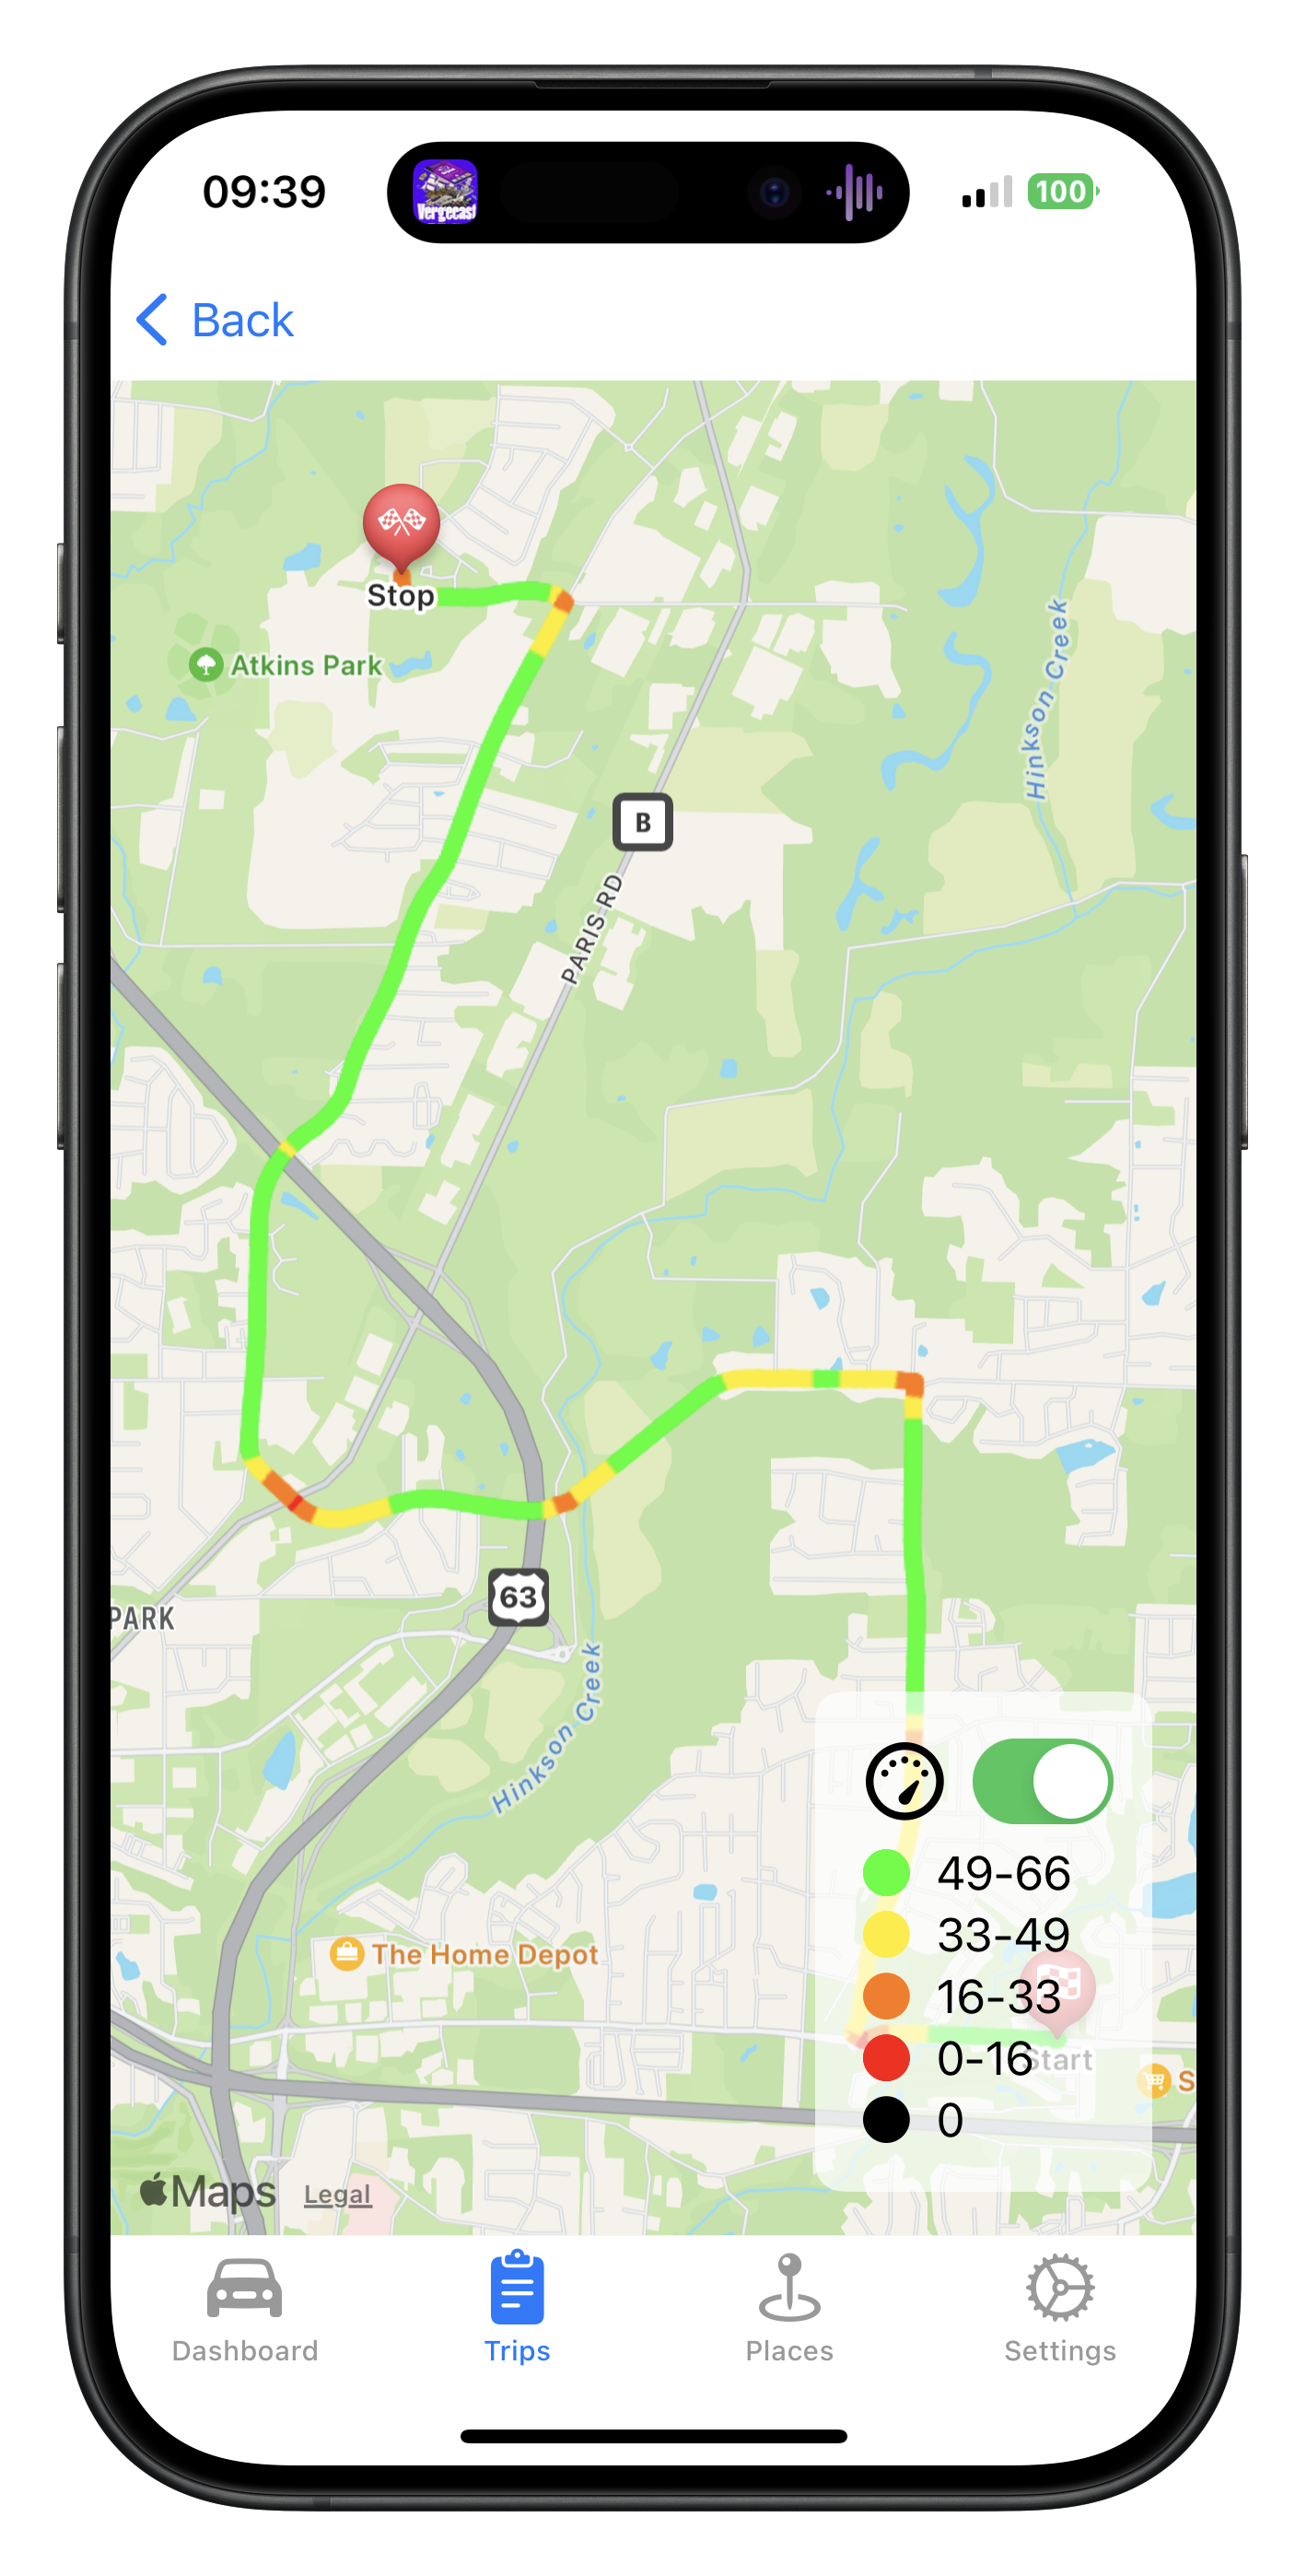 09:39
Vergecast
100
Back
Stop
Atkins Park
Hinkson Creek
B
PARIS RD
63
PARK
Hinkson Creek
49-66
The Home Depot
33-49
16-33
0-16
Start
S
0
Maps
Legal
Dashboard
Trips
Places
Settings